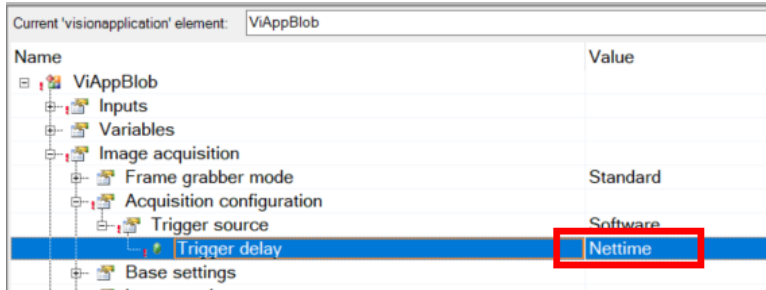 Current 'visionapplication' element: ViAppBlob
Name Value
ViAppBlob
Inputs
Variables
Image acquisition
Frame grabber mode Standard
Acquisition configuration
Trigger source Software
Trigger delay Nettime
Base settings